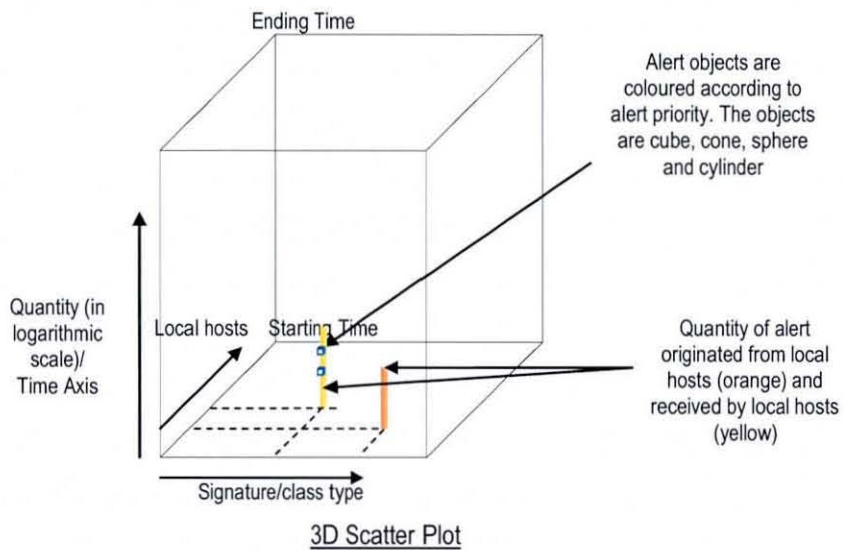 Ending Time
Alert objects are
coloured according to
alert priority. The objects
are cube, cone, sphere
and cylinder
Quantity (in
logarithmic
scale)/
Time Axis
Local hosts
Starting Time
Quantity of alert
originated from local
hosts (orange) and
received by local hosts
(yellow)
Signature/class type
3D Scatter Plot